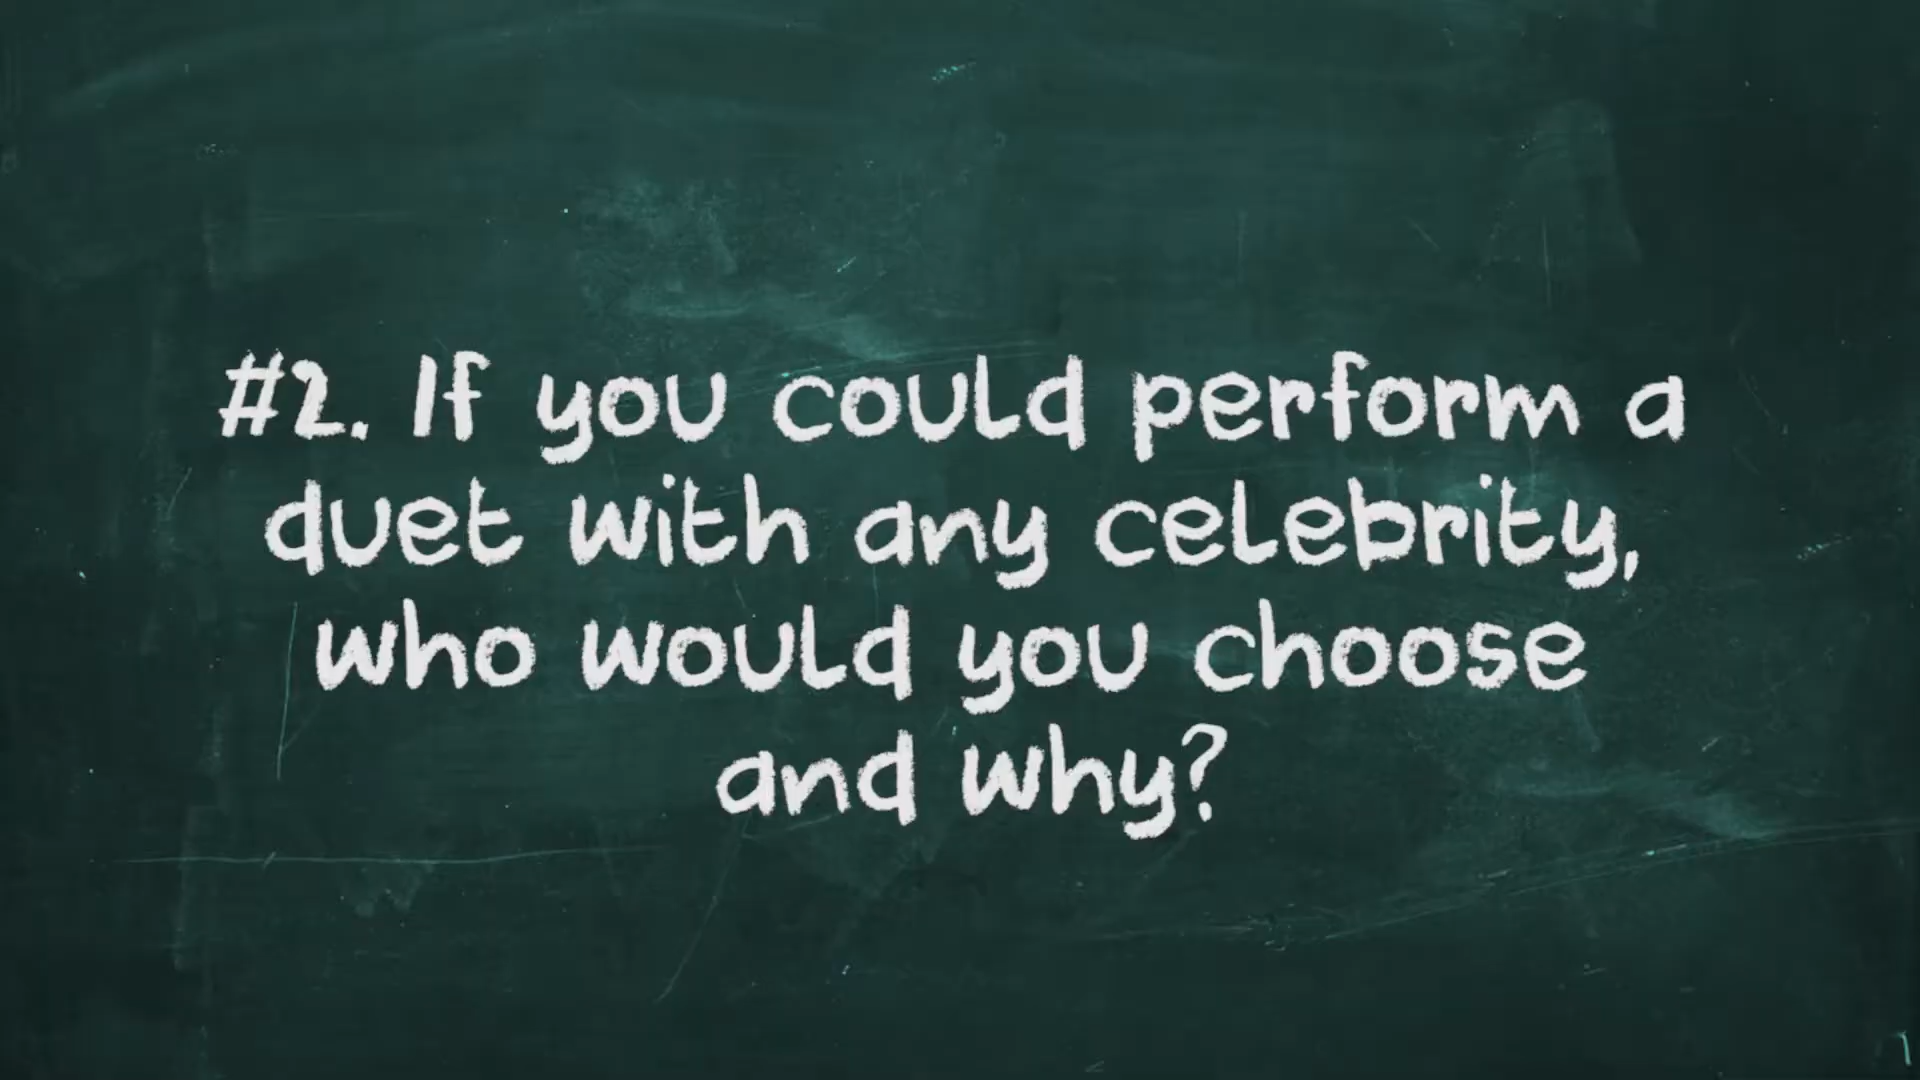 #2. If you could perform a
duet with any celebrity,
who would you choose
and why?